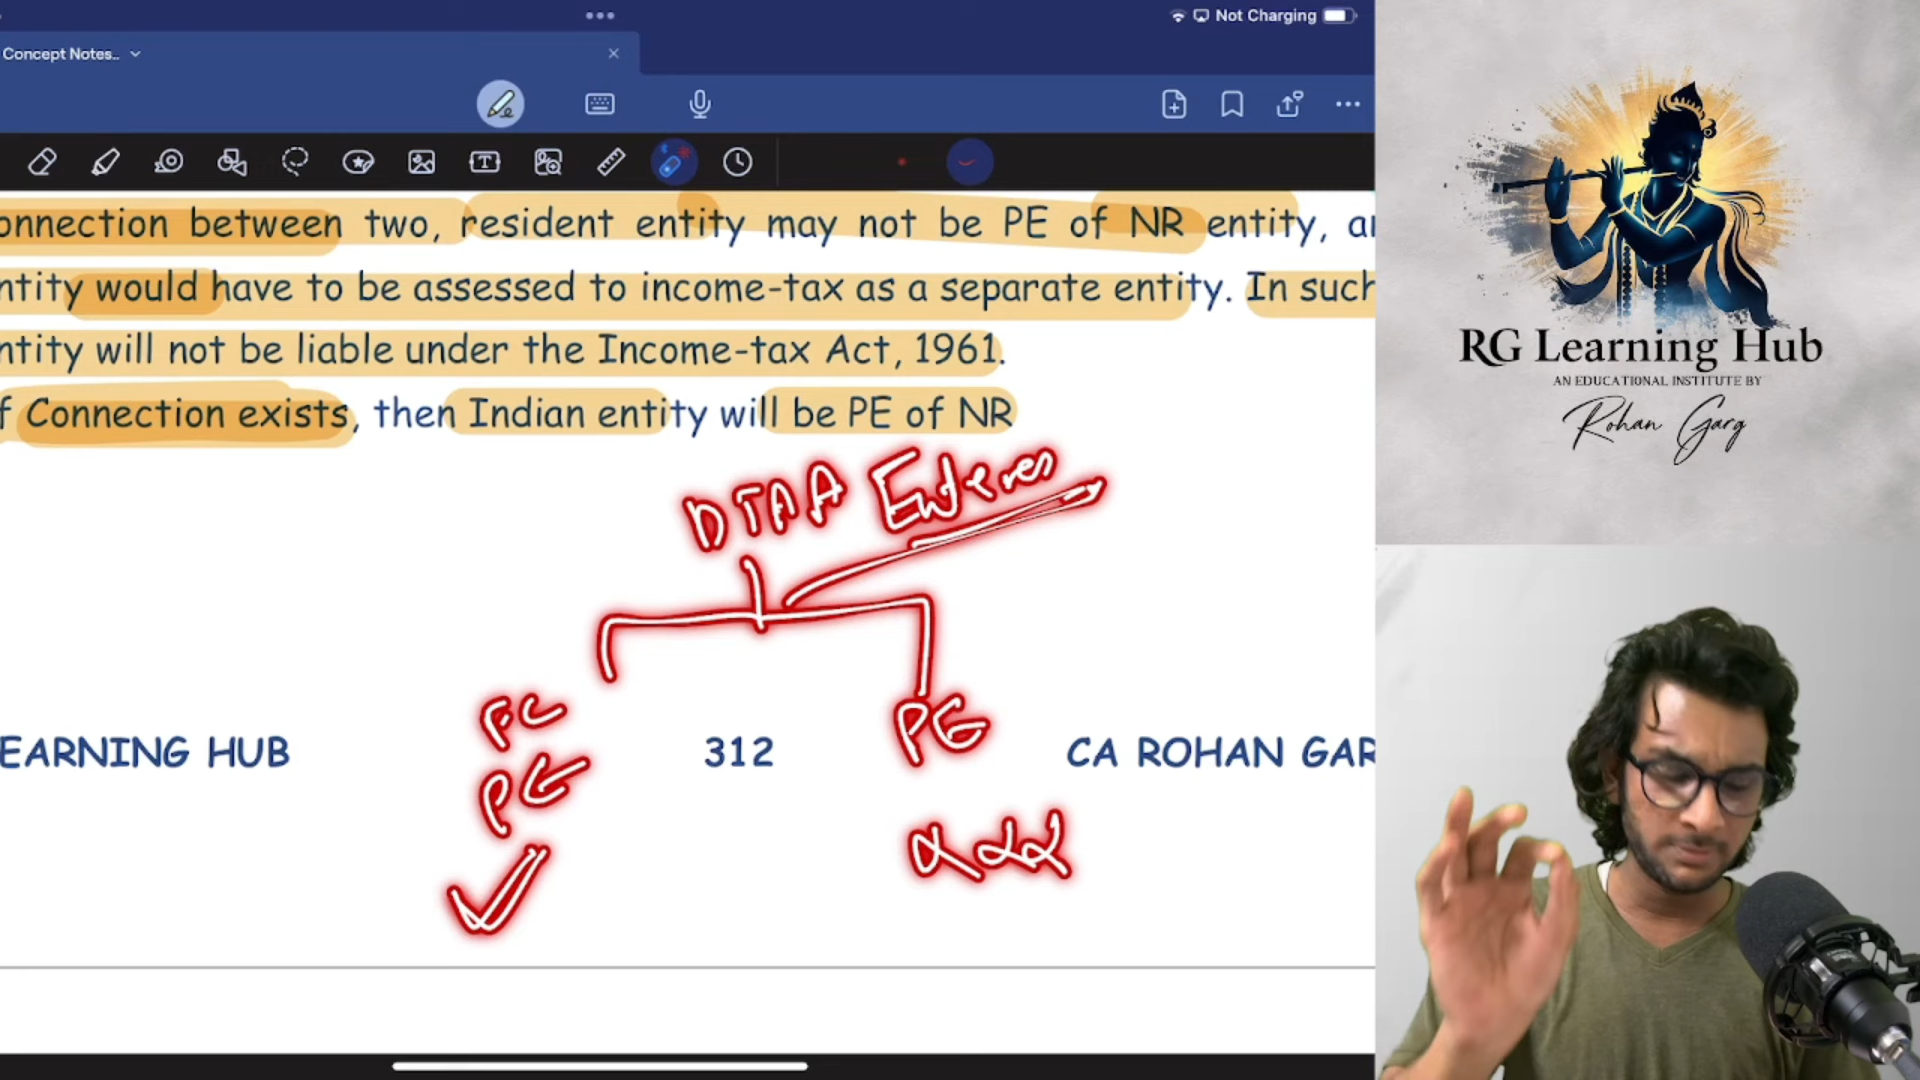 Not Charging
Concept Notes..
onnection between two, resident entity may not be PE of NR entity, ar
ntity would have to be assessed to income-tax as a separate entity. In such
ntity will not be liable under the Income-tax Act, 1961.
f Connection exists, then Indian entity will be PE of NR
DTAA
FC
PE
PE
EARNING HUB
312
CA ROHAN GAR
RG Learning Hub
AN EDUCATIONAL INSTITUTE BY
Rohan Garg